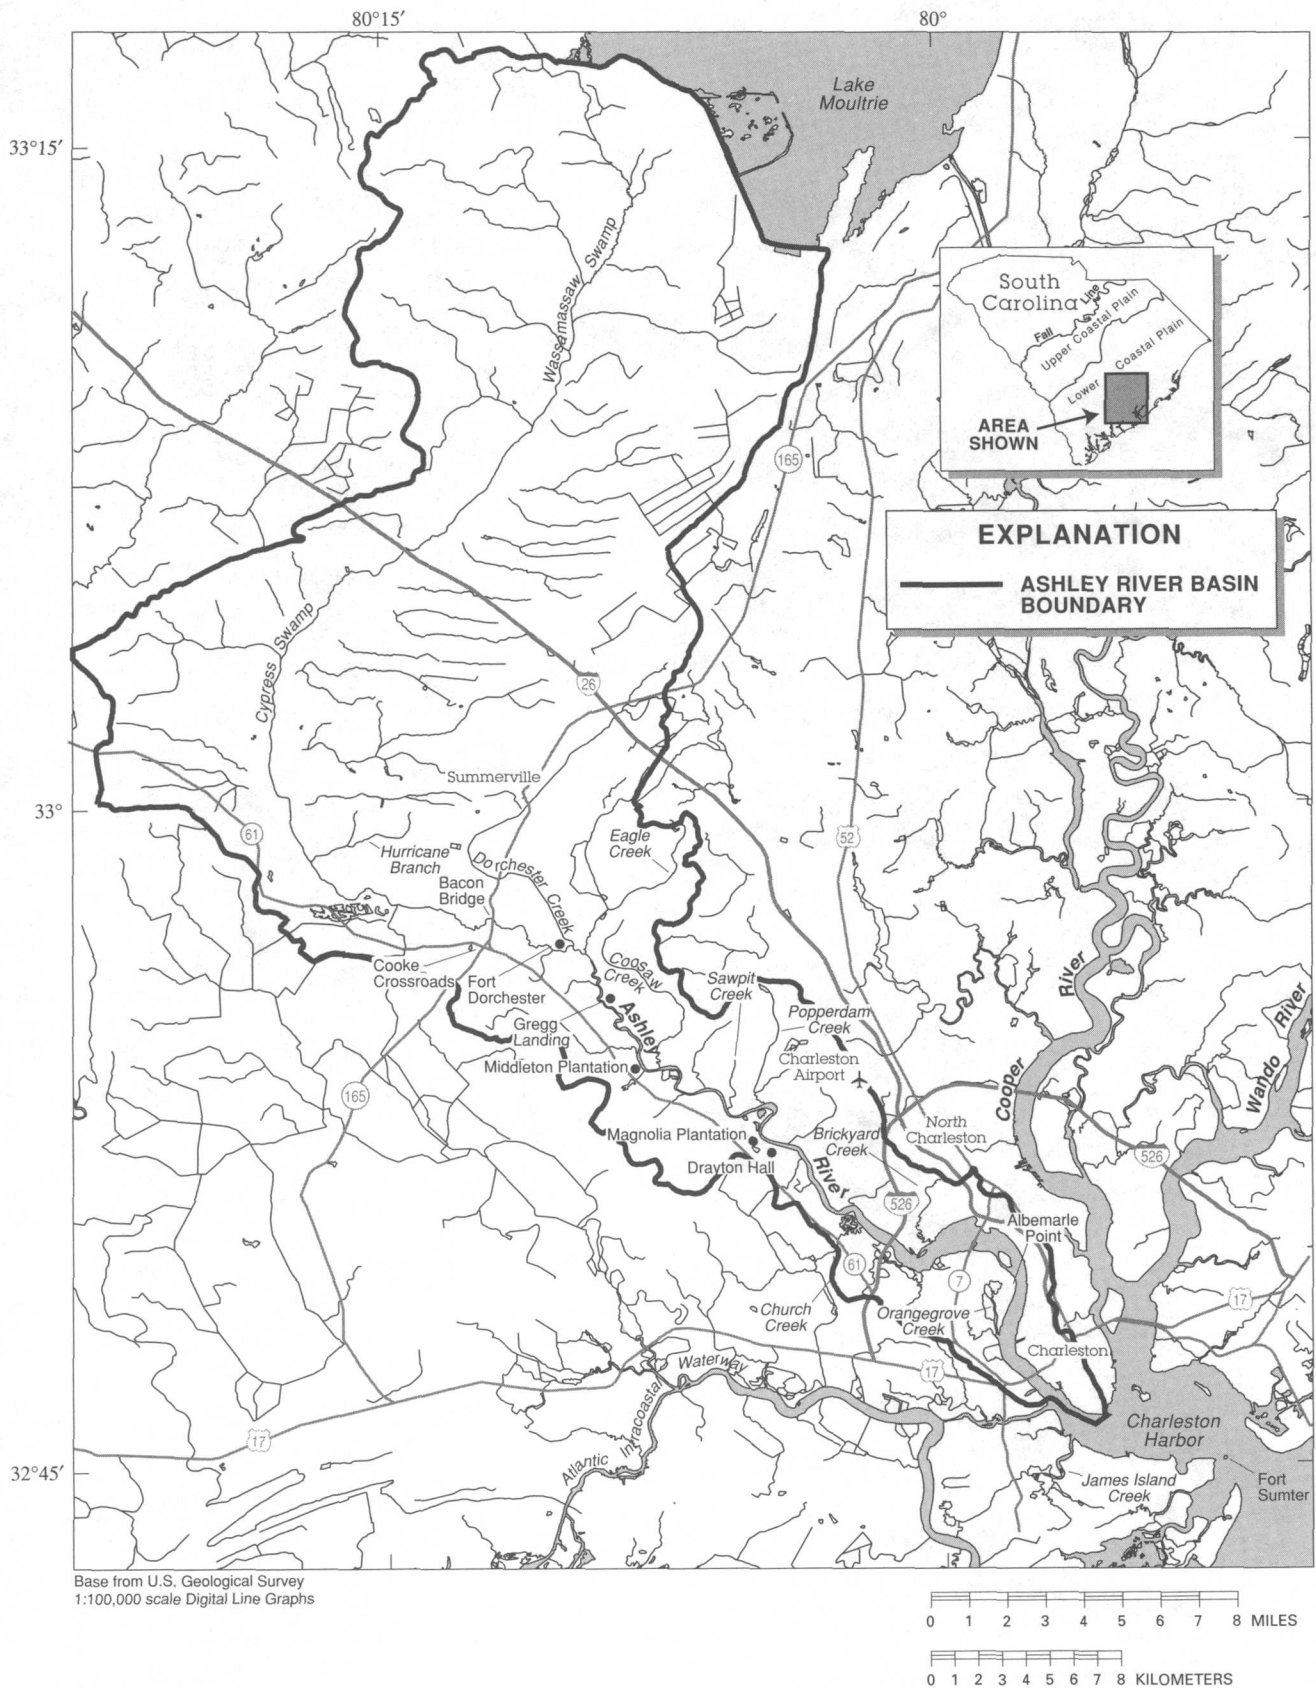 80°15′
80°
Lake
Moultrie
33°15′
Wassamassaw Swamp
South
Carolina
Fall Line
Upper Coastal Plain
Lower Coastal Plain
AREA
SHOWN
165
EXPLANATION
ASHLEY RIVER BASIN
BOUNDARY
Cypress Swamp
26
Summerville
33°
61
52
Eagle
Creek
Hurricane
Branch
Dorchester Creek
Bacon
Bridge
Cooke
Crossroads
Fort
Dorchester
Coosaw
Creek
Sawpit
Creek
Cooper River
Wando River
Gregg
Landing
Ashley River
Popperdam
Creek
Charleston
Airport
Middleton Plantation
165
North
Charleston
Magnolia Plantation
Brickyard
Creek
526
Drayton Hall
526
Albemarle
Point
61
7
17
Church
Creek
Orangegrove
Creek
Charleston
17
Atlantic Intracoastal Waterway
17
Charleston
Harbor
32°45′
James Island
Creek
Fort
Sumter
Base from U.S. Geological Survey
1:100,000 scale Digital Line Graphs
0 1 2 3 4 5 6 7 8 MILES
0 1 2 3 4 5 6 7 8 KILOMETERS